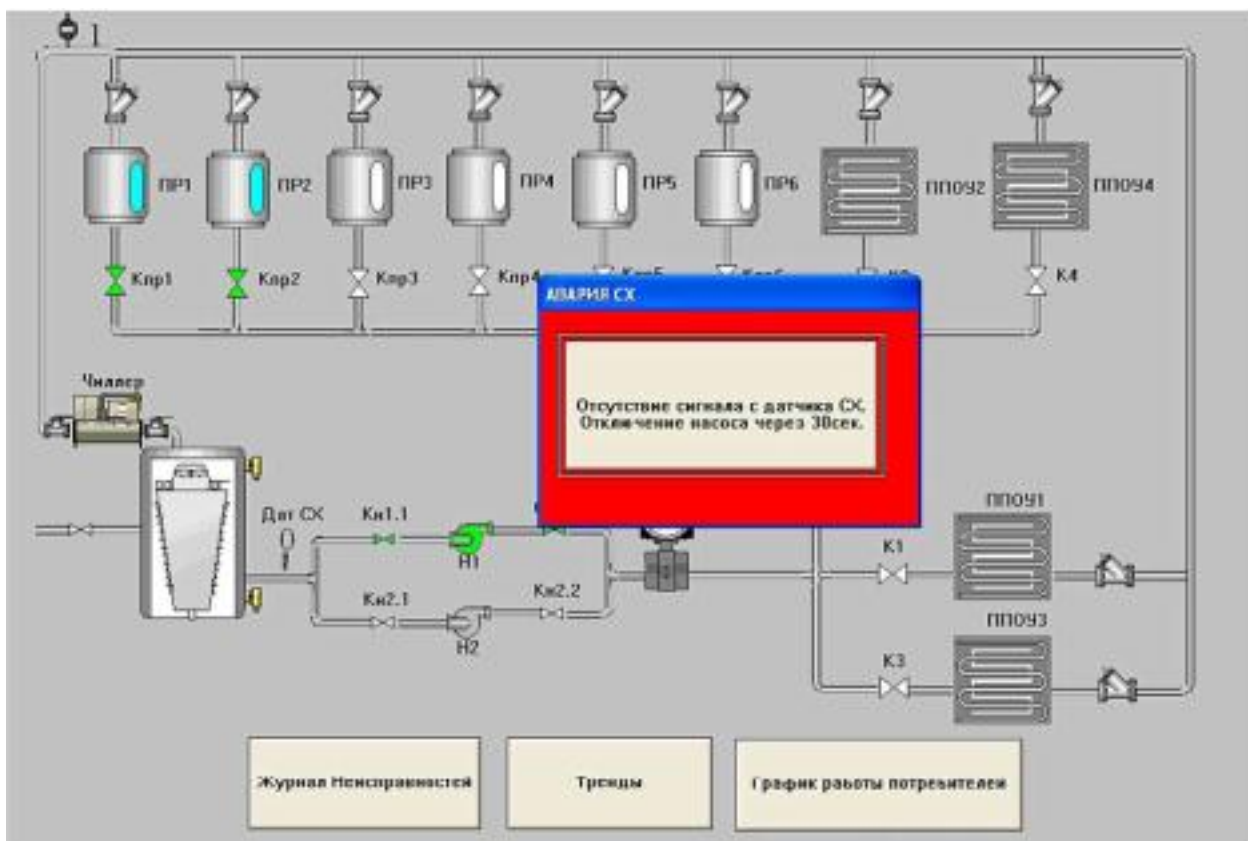 1
ПР1
ПР2
ПР3
ПР4
ПР5
ПР6
ППОУ2
ППОУ4
Кпр1
Кпр2
Кпр3
Кпр4
К4
АВАРИЯ СХ
Отсутствие сигнала с датчика СХ.
Отключение насоса через 30сек.
Чиллер
Дат СХ
Кн1.1
Н1
Кн2.1
Кн2.2
Н2
ППОУ1
К1
ППОУ3
К3
Журнал Неисправностей
Тренды
График работы потребителей